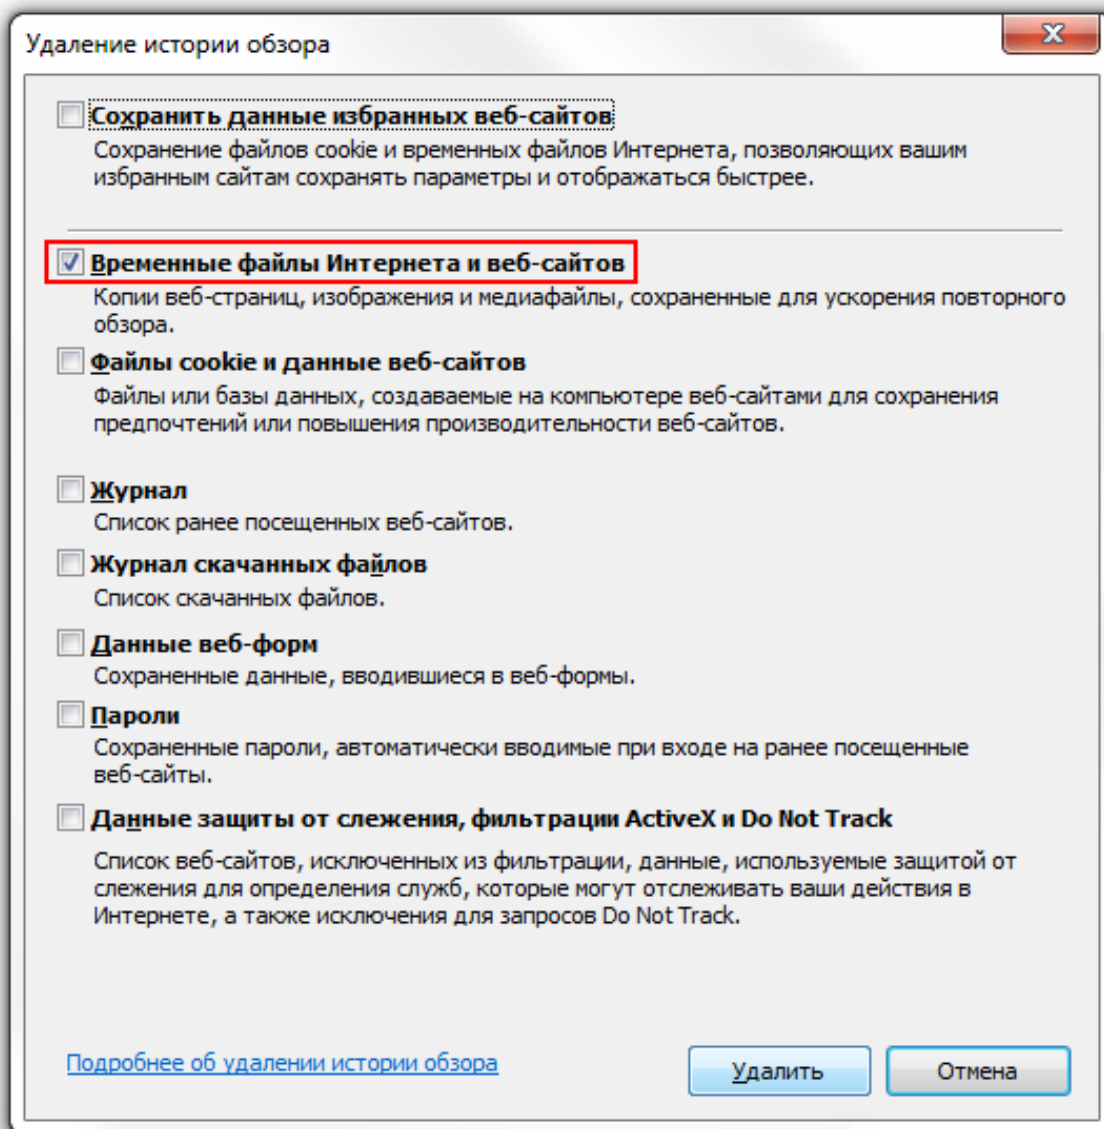 Удаление истории обзора
Сохранить данные избранных веб-сайтов
Сохранение файлов cookie и временных файлов Интернета, позволяющих вашим
избранным сайтам сохранять параметры и отображаться быстрее.
Временные файлы Интернета и веб-сайтов
Копии веб-страниц, изображения и медиафайлы, сохраненные для ускорения повторного
обзора.
Файлы cookie и данные веб-сайтов
Файлы или базы данных, создаваемые на компьютере веб-сайтами для сохранения
предпочтений или повышения производительности веб-сайтов.
Журнал
Список ранее посещенных веб-сайтов.
Журнал скачанных файлов
Список скачанных файлов.
Данные веб-форм
Сохраненные данные, вводившиеся в веб-формы.
Пароли
Сохраненные пароли, автоматически вводимые при входе на ранее посещенные
веб-сайты.
Данные защиты от слежения, фильтрации ActiveX и Do Not Track
Список веб-сайтов, исключенных из фильтрации, данные, используемые защитой от
слежения для определения служб, которые могут отслеживать ваши действия в
Интернете, а также исключения для запросов Do Not Track.
Подробнее об удалении истории обзора
Удалить
Отмена